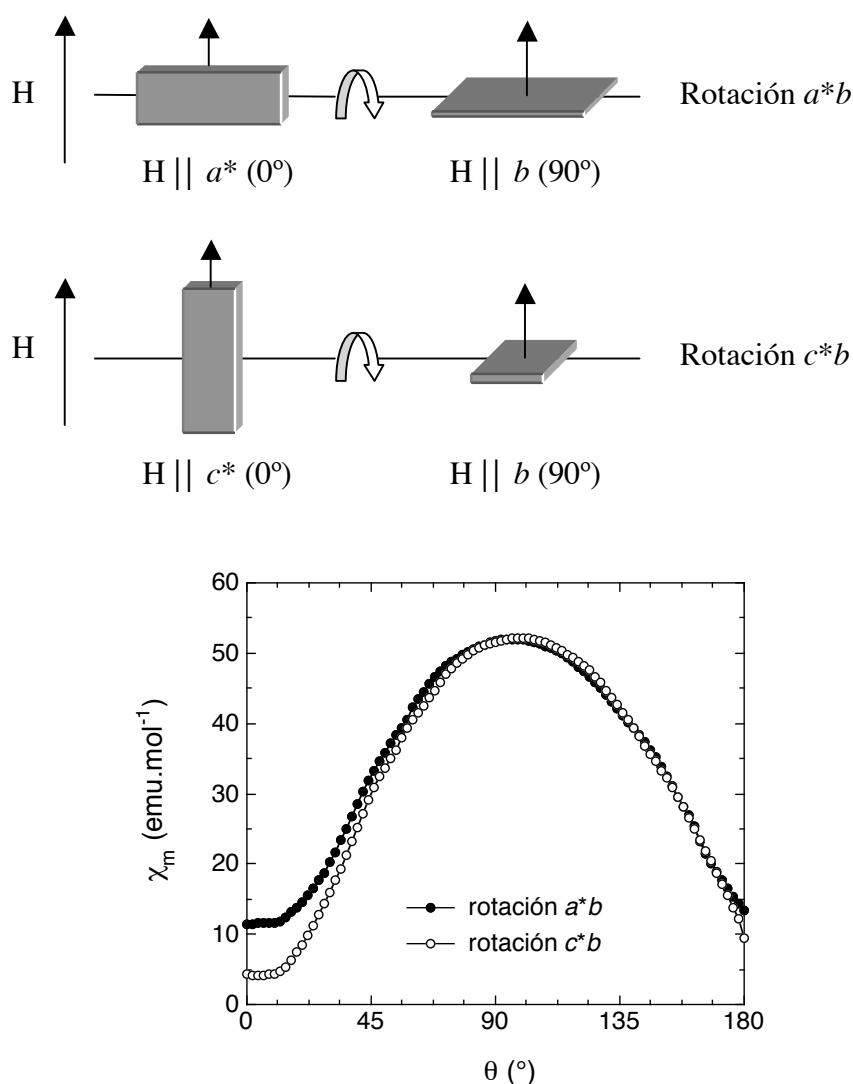 H Rotación a*b
H || a* (0º) H || b (90º)
H Rotación c*b
H || c* (0º) H || b (90º)
60
50
40
30
20
10
0
χm (emu.mol-1)
rotación a*b
rotación c*b
0 45 90 135 180
θ (°)